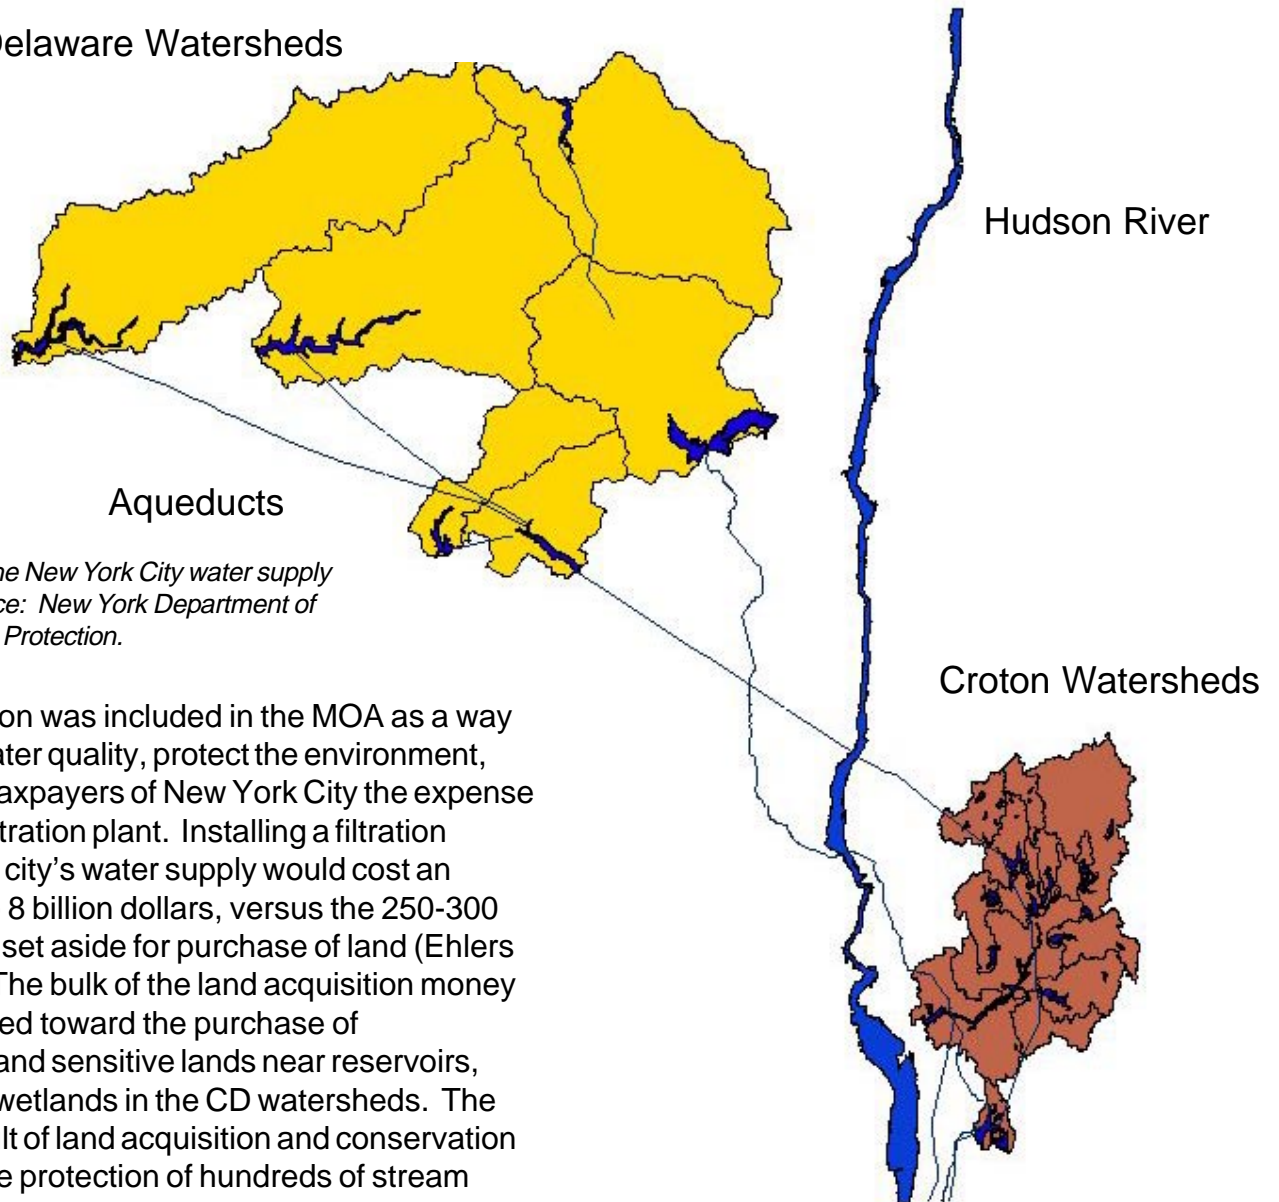 Delaware Watersheds
Hudson River
Aqueducts
he New York City water supply
ce: New York Department of
Protection.
Croton Watersheds
on was included in the MOA as a way
ater quality, protect the environment,
axpayers of New York City the expense
tration plant. Installing a filtration
city's water supply would cost an
8 billion dollars, versus the 250-300
set aside for purchase of land (Ehlers
The bulk of the land acquisition money
ed toward the purchase of
and sensitive lands near reservoirs,
wetlands in the CD watersheds. The
lt of land acquisition and conservation
e protection of hundreds of stream